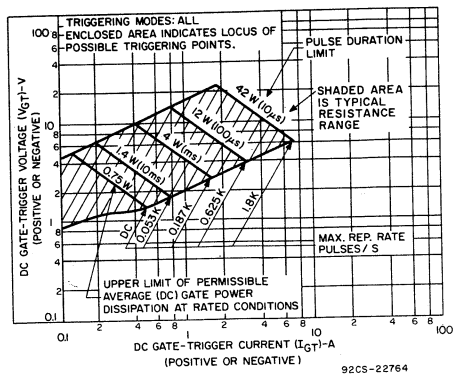 TRIGGERING MODES: ALL
ENCLOSED AREA INDICATES LOCUS OF
POSSIBLE TRIGGERING POINTS.
PULSE DURATION
LIMIT
SHADED AREA
IS TYPICAL
RESISTANCE
RANGE
42 W (10μs)
12 W (100μs)
4 W (ms)
1.4 W (10ms)
0.75 W
DC
0.053 K
0.187 K
0.625 K
1.8 K
MAX. REP. RATE
PULSES / S
UPPER LIMIT OF PERMISSIBLE
AVERAGE (DC) GATE POWER
DISSIPATION AT RATED CONDITIONS
DC GATE-TRIGGER VOLTAGE (VGT)-V
(POSITIVE OR NEGATIVE)
100
8
6
4
2
10
8
6
4
2
1
8
6
4
2
0.1
0.1 2 4 6 8 1 2 4 6 8 10 2 4 6 8 100
DC GATE-TRIGGER CURRENT (IGT)-A
(POSITIVE OR NEGATIVE)
92CS-22764